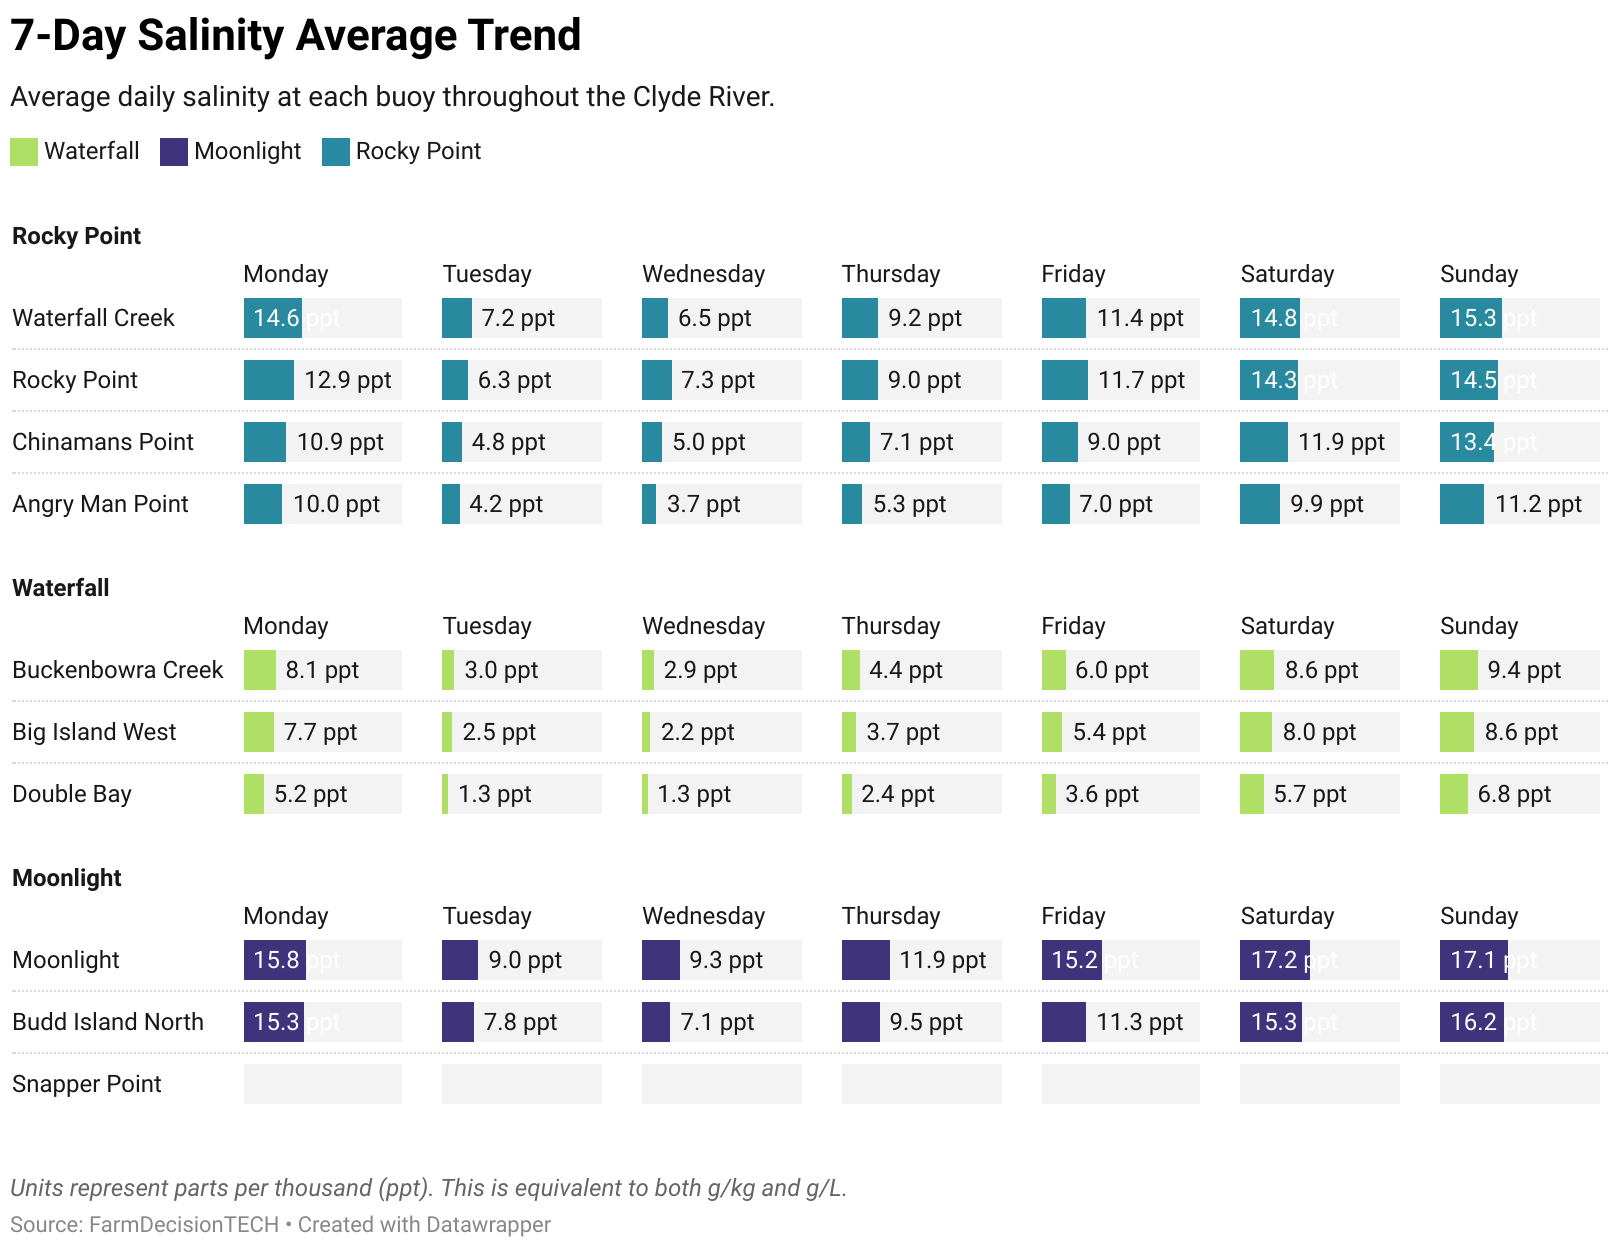 7-Day Salinity Average Trend
Average daily salinity at each buoy throughout the Clyde River.
Waterfall Moonlight Rocky Point
Rocky Point
Monday Tuesday Wednesday Thursday Friday Saturday Sunday
Waterfall Creek 14.6 ppt 7.2 ppt 6.5 ppt 9.2 ppt 11.4 ppt 14.8 ppt 15.3 ppt
Rocky Point 12.9 ppt 6.3 ppt 7.3 ppt 9.0 ppt 11.7 ppt 14.3 ppt 14.5 ppt
Chinamans Point 10.9 ppt 4.8 ppt 5.0 ppt 7.1 ppt 9.0 ppt 11.9 ppt 13.4 ppt
Angry Man Point 10.0 ppt 4.2 ppt 3.7 ppt 5.3 ppt 7.0 ppt 9.9 ppt 11.2 ppt
Waterfall
Monday Tuesday Wednesday Thursday Friday Saturday Sunday
Buckenbowra Creek 8.1 ppt 3.0 ppt 2.9 ppt 4.4 ppt 6.0 ppt 8.6 ppt 9.4 ppt
Big Island West 7.7 ppt 2.5 ppt 2.2 ppt 3.7 ppt 5.4 ppt 8.0 ppt 8.6 ppt
Double Bay 5.2 ppt 1.3 ppt 1.3 ppt 2.4 ppt 3.6 ppt 5.7 ppt 6.8 ppt
Moonlight
Monday Tuesday Wednesday Thursday Friday Saturday Sunday
Moonlight 15.8 ppt 9.0 ppt 9.3 ppt 11.9 ppt 15.2 ppt 17.2 ppt 17.1 ppt
Budd Island North 15.3 ppt 7.8 ppt 7.1 ppt 9.5 ppt 11.3 ppt 15.3 ppt 16.2 ppt
Snapper Point
Units represent parts per thousand (ppt). This is equivalent to both g/kg and g/L.
Source: FarmDecisionTECH • Created with Datawrapper